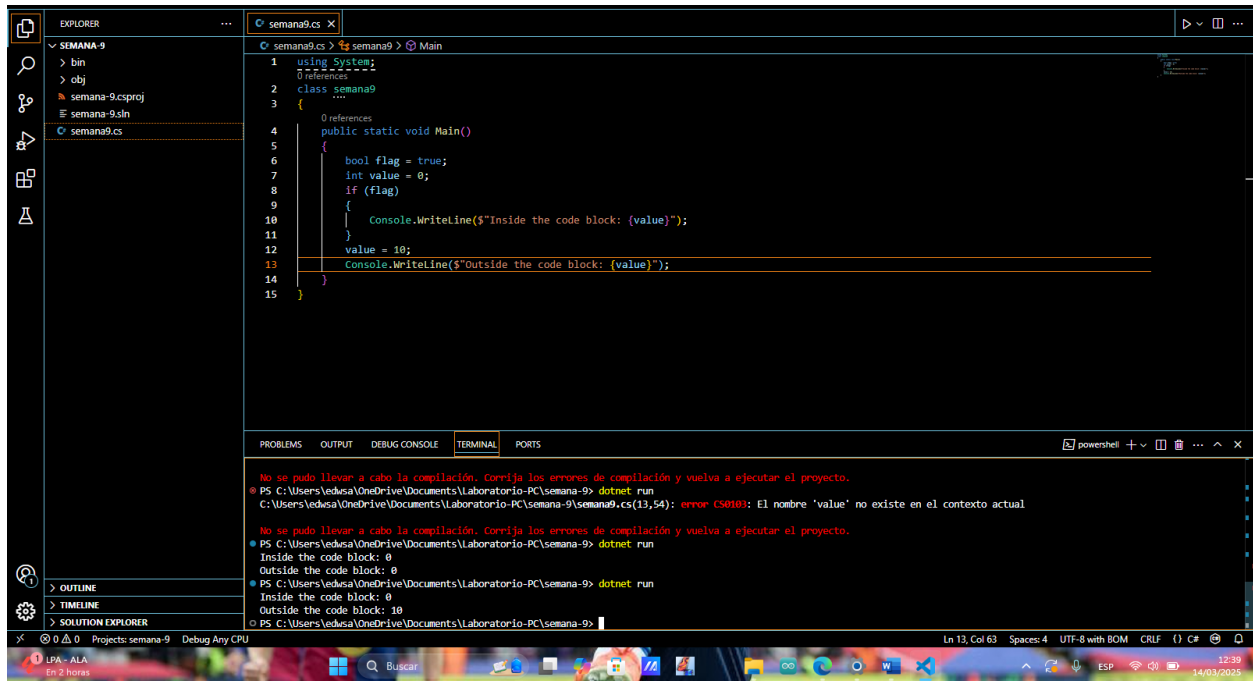 EXPLORER ···
semana9.cs
SEMANA-9
bin
obj
semana-9.csproj
semana-9.sln
semana9.cs
semana9.cs > semana9 > Main
1 using System;
0 references
2 class semana9
3 {
0 references
4 public static void Main()
5 {
6 bool flag = true;
7 int value = 0;
8 if (flag)
9 {
10 Console.WriteLine($"Inside the code block: {value}");
11 }
12 value = 10;
13 Console.WriteLine($"Outside the code block: {value}");
14 }
15 }
PROBLEMS OUTPUT DEBUG CONSOLE TERMINAL PORTS powershell
No se pudo llevar a cabo la compilación. Corrija los errores de compilación y vuelva a ejecutar el proyecto.
PS C:\Users\edwsa\OneDrive\Documents\Laboratorio-PC\semana-9> dotnet run
C:\Users\edwsa\OneDrive\Documents\Laboratorio-PC\semana-9\semana9.cs(13,54): error CS0103: El nombre 'value' no existe en el contexto actual
No se pudo llevar a cabo la compilación. Corrija los errores de compilación y vuelva a ejecutar el proyecto.
PS C:\Users\edwsa\OneDrive\Documents\Laboratorio-PC\semana-9> dotnet run
Inside the code block: 0
Outside the code block: 0
PS C:\Users\edwsa\OneDrive\Documents\Laboratorio-PC\semana-9> dotnet run
Inside the code block: 0
Outside the code block: 10
PS C:\Users\edwsa\OneDrive\Documents\Laboratorio-PC\semana-9>
OUTLINE
TIMELINE
SOLUTION EXPLORER
0 0 Projects: semana-9 Debug Any CPU Ln 13, Col 63 Spaces: 4 UTF-8 with BOM CRLF {} C#
1 LPA - ALA
En 2 horas
Buscar
ESP
12:39
14/03/2025